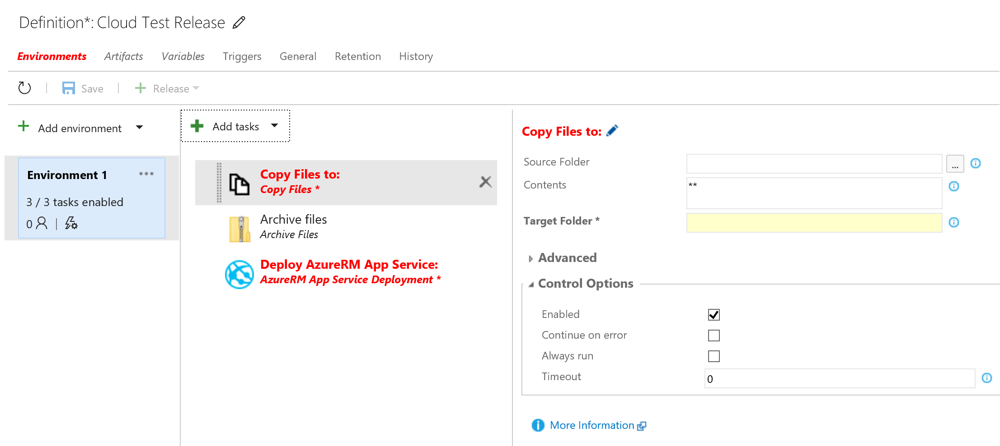 Definition*: Cloud Test Release
Environments Artifacts Variables Triggers General Retention History
Save Release
Add environment
Environment 1
3 / 3 tasks enabled
0
Add tasks
Copy Files to:
Copy Files *
Archive files
Archive Files
Deploy AzureRM App Service:
AzureRM App Service Deployment *
Copy Files to:
Source Folder ...
Contents **
Target Folder *
Advanced
Control Options
Enabled
Continue on error
Always run
Timeout 0
More Information